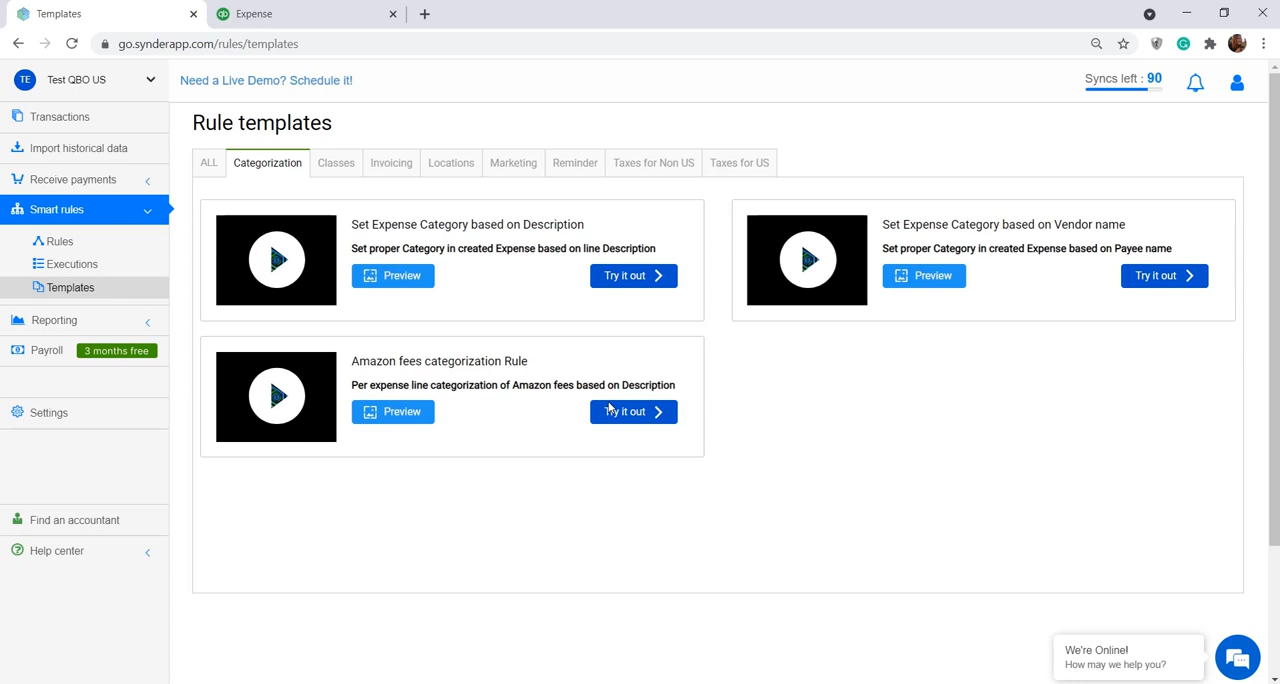 Templates
Expense
go.synderapp.com/rules/templates
TE
Test QBO US
Need a Live Demo? Schedule it!
Syncs left : 90
Transactions
Import historical data
Receive payments
Smart rules
Rules
Executions
Templates
Reporting
Payroll
3 months free
Settings
Find an accountant
Help center
Rule templates
ALL
Categorization
Classes
Invoicing
Locations
Marketing
Reminder
Taxes for Non US
Taxes for US
Set Expense Category based on Description
Set proper Category in created Expense based on line Description
Preview
Try it out
Set Expense Category based on Vendor name
Set proper Category in created Expense based on Payee name
Preview
Try it out
Amazon fees categorization Rule
Per expense line categorization of Amazon fees based on Description
Preview
Try it out
We're Online!
How may we help you?